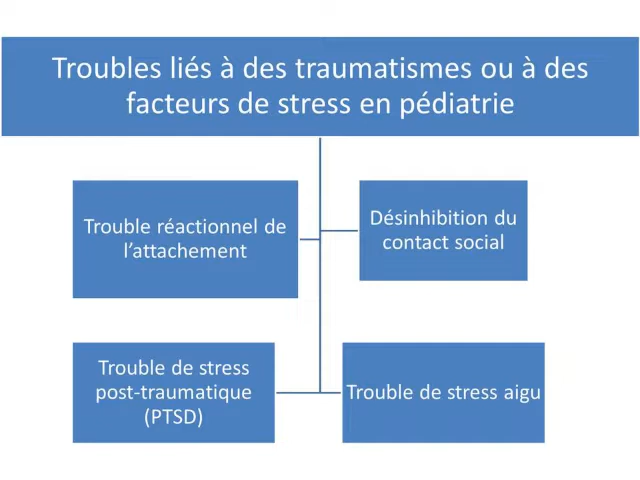 Troubles liés à des traumatismes ou à des
facteurs de stress en pédiatrie
Trouble réactionnel de
l’attachement
Désinhibition du
contact social
Trouble de stress
post-traumatique
(PTSD)
Trouble de stress aigu